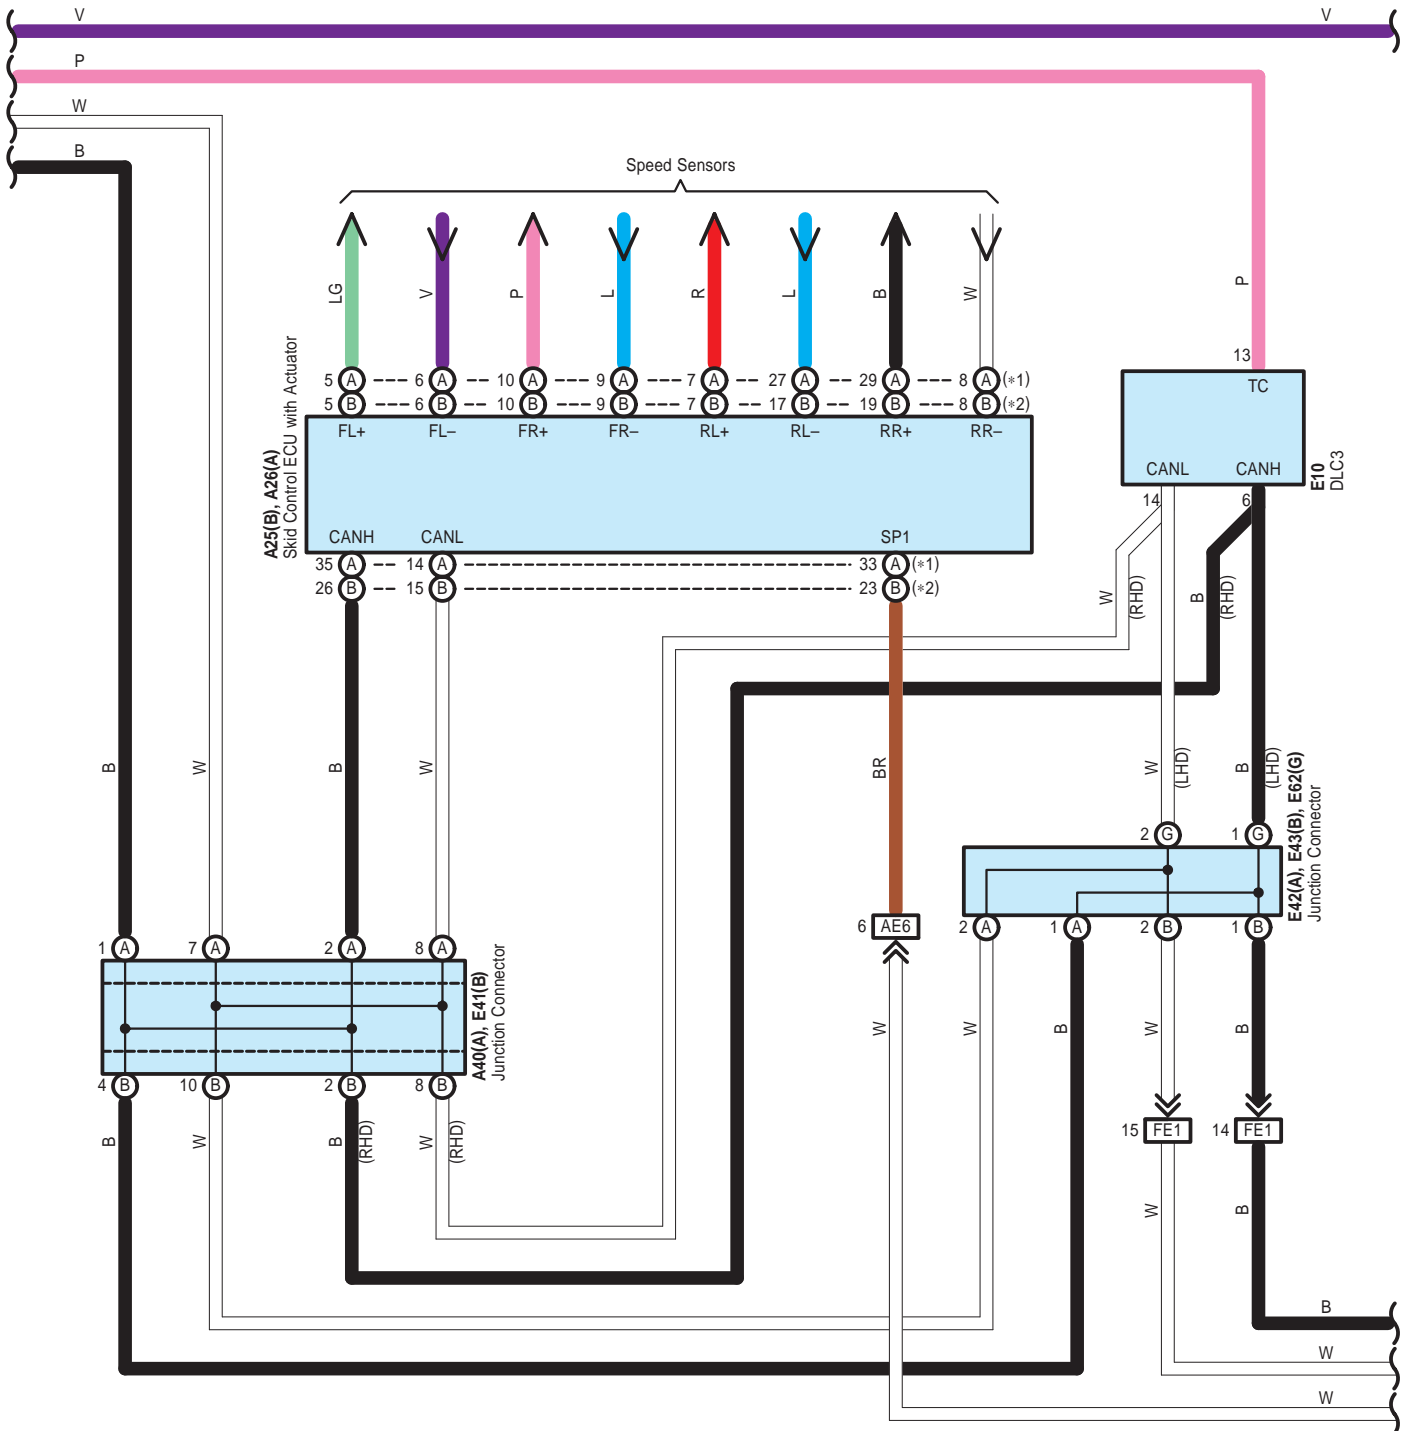 V V
P
W
B
Speed Sensors
LG V P L R L B W P
13
5 A 6 A 10 A 9 A 7 A 27 A 29 A 8 A (*1)
5 B 6 B 10 B 9 B 7 B 17 B 19 B 8 B (*2)
TC
FL+ FL– FR+ FR– RL+ RL– RR+ RR–
A25(B), A26(A)
Skid Control ECU with Actuator
CANL CANH
E10
DLC3
14 6
CANH CANL SP1
35 A 14 A 33 A (*1)
26 B 15 B 23 B (*2)
W (RHD) B (RHD)
B W B W BR W (LHD) B (LHD)
2 G 1 G
E42(A), E43(B), E62(G)
Junction Connector
6 AE6 2 A 1 A 2 B 1 B
1 A 7 A 2 A 8 A
A40(A), E41(B)
Junction Connector
W W B W B
4 B 10 B 2 B 8 B
B W B (RHD) W (RHD)
15 FE1 14 FE1
W B
B
W
W